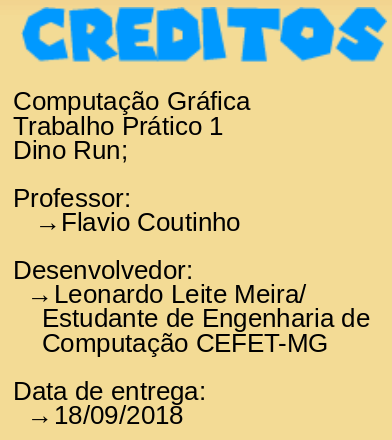 CREDITOS
Computação Gráfica
Trabalho Prático 1
Dino Run;
Professor:
→Flavio Coutinho
Desenvolvedor:
→Leonardo Leite Meira/
Estudante de Engenharia de
Computação CEFET-MG
Data de entrega:
→18/09/2018